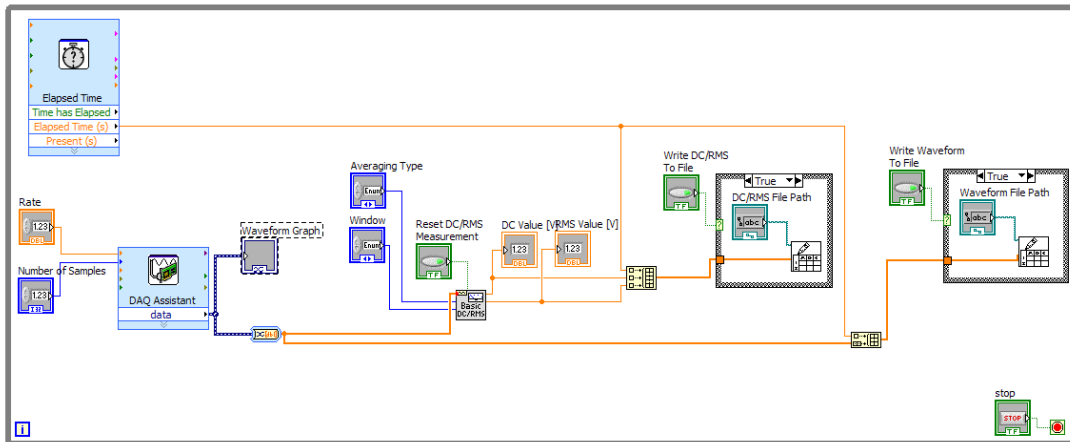 Elapsed Time
Time has Elapsed
Elapsed Time (s)
Present (s)
Rate
1.23
DBL
Number of Samples
1.23
I32
DAQ Assistant
data
Waveform Graph
Averaging Type
Enum
Window
Enum
Reset DC/RMS
Measurement
TF
Basic
DC/RMS
DC Value [V]
1.23
DBL
RMS Value [V]
1.23
DBL
Write DC/RMS
To File
TF
True
DC/RMS File Path
abc
Write Waveform
To File
TF
True
Waveform File Path
abc
stop
STOP
TF
i